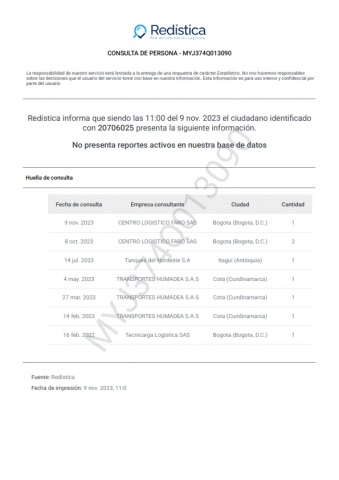 Redística
CONSULTA DE PERSONA - MYJ374Q013090
La responsabilidad de nuestro servicio está limitada a la entrega de una respuesta de carácter Estadístico. No nos hacemos responsables
sobre las decisiones que el usuario del servicio tome con base en nuestra información. Esta información es para uso interno y confidencial por
parte del usuario.
Redística informa que siendo las 11:00 del 9 nov. 2023 el ciudadano identificado
con 20706025 presenta la siguiente información.
No presenta reportes activos en nuestra base de datos
Huella de consulta
Fecha de consulta Empresa consultante Ciudad Cantidad
9 nov. 2023 CENTRO LOGISTICO FARO SAS Bogota (Bogota, D.C.) 1
8 oct. 2023 CENTRO LOGISTICO FARO SAS Bogota (Bogota, D.C.) 2
14 jul. 2023 Tanques del Nordeste S.A Itagui (Antioquia) 1
4 may. 2023 TRANSPORTES HUMADEA S.A.S Cota (Cundinamarca) 1
27 mar. 2023 TRANSPORTES HUMADEA S.A.S Cota (Cundinamarca) 1
14 feb. 2023 TRANSPORTES HUMADEA S.A.S Cota (Cundinamarca) 1
16 feb. 2022 Tecnicarga Logistica SAS Bogota (Bogota, D.C.) 1
MYJ374Q013090
Fuente: Redística
Fecha de impresión: 9 nov. 2023, 11:0